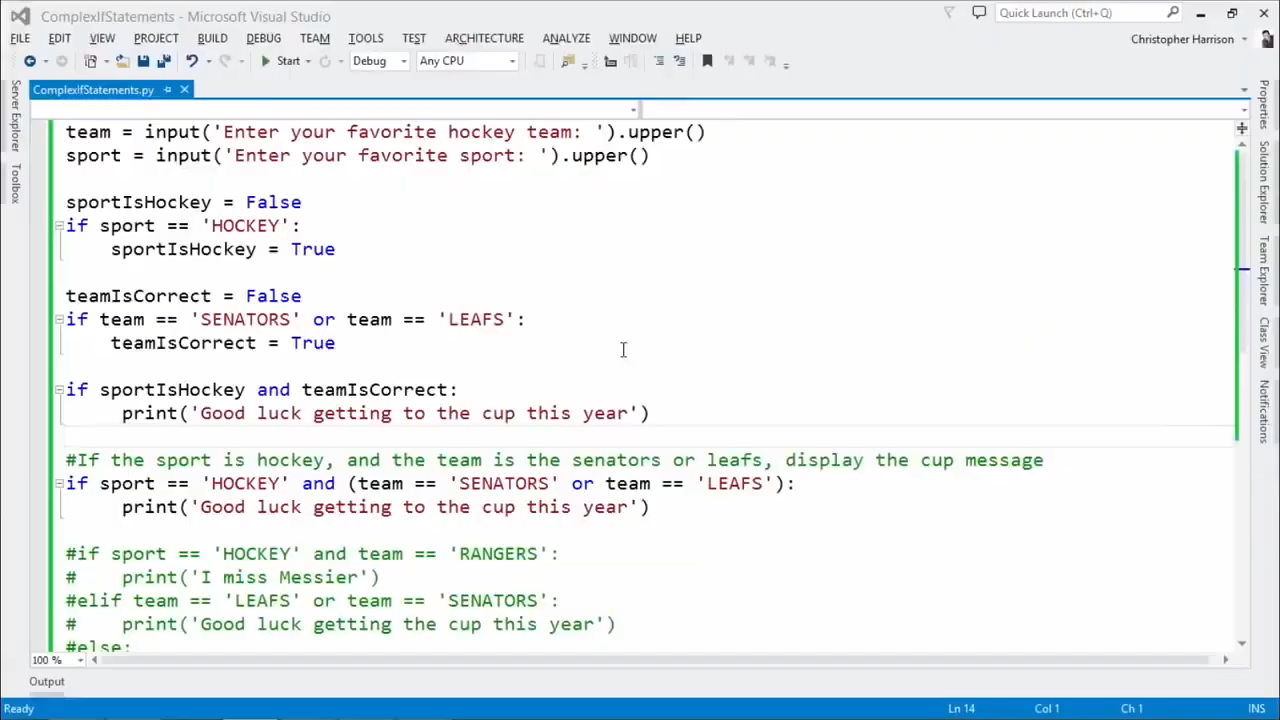 ComplexIfStatements - Microsoft Visual Studio
Quick Launch (Ctrl+Q)
FILE EDIT VIEW PROJECT BUILD DEBUG TEAM TOOLS TEST ARCHITECTURE ANALYZE WINDOW HELP
Christopher Harrison
Start Debug Any CPU
ComplexIfStatements.py
Server Explorer
Toolbox
team = input('Enter your favorite hockey team: ').upper()
sport = input('Enter your favorite sport: ').upper()
sportIsHockey = False
if sport == 'HOCKEY':
sportIsHockey = True
teamIsCorrect = False
if team == 'SENATORS' or team == 'LEAFS':
teamIsCorrect = True
if sportIsHockey and teamIsCorrect:
print('Good luck getting to the cup this year')
#If the sport is hockey, and the team is the senators or leafs, display the cup message
if sport == 'HOCKEY' and (team == 'SENATORS' or team == 'LEAFS'):
print('Good luck getting to the cup this year')
#if sport == 'HOCKEY' and team == 'RANGERS':
#    print('I miss Messier')
#elif team == 'LEAFS' or team == 'SENATORS':
#    print('Good luck getting the cup this year')
#else:
Properties
Solution Explorer
Team Explorer
Class View
Notifications
100 %
Output
Ready Ln 14 Col 1 Ch 1 INS